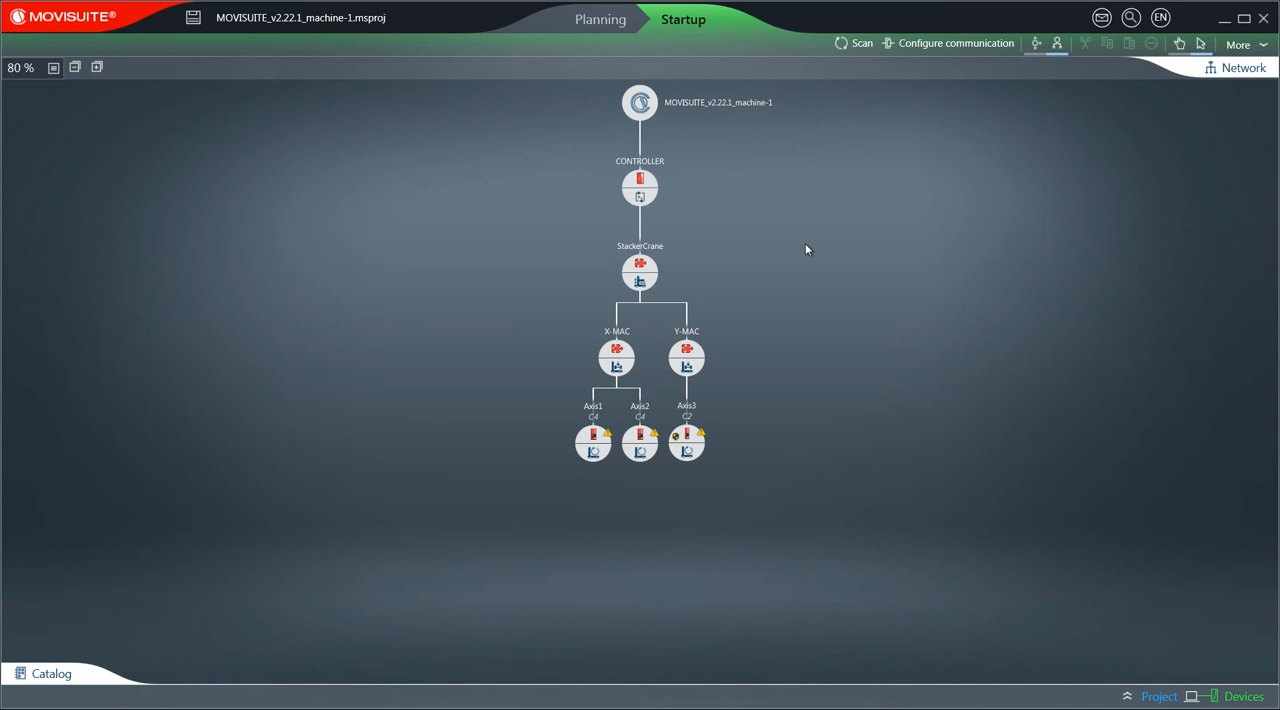 MOVISUITE®
MOVISUITE_v2.22.1_machine-1.msproj
Planning
Startup
EN
Scan
Configure communication
More
80 %
Network
MOVISUITE_v2.22.1_machine-1
CONTROLLER
StackerCrane
X-MAC
Y-MAC
Axis1
Axis2
Axis3
C4
C4
C2
Catalog
Project
Devices